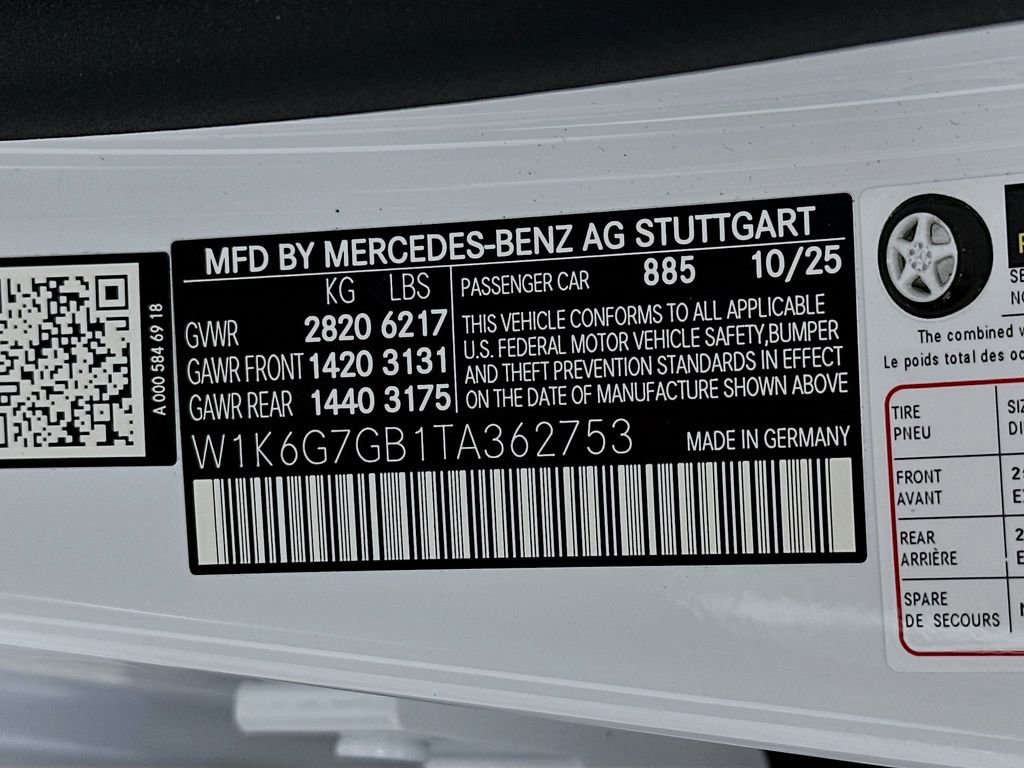 MFD BY MERCEDES-BENZ AG STUTTGART
KG LBS
PASSENGER CAR 885 10/25
GVWR 2820 6217
GAWR FRONT 1420 3131
GAWR REAR 1440 3175
THIS VEHICLE CONFORMS TO ALL APPLICABLE
U.S. FEDERAL MOTOR VEHICLE SAFETY,BUMPER
AND THEFT PREVENTION STANDARDS IN EFFECT
ON THE DATE OF MANUFACTURE SHOWN ABOVE
W1K6G7GB1TA362753 MADE IN GERMANY
A 000 584 69 18
The combined
Le poids total des
TIRE
PNEU
FRONT
AVANT
REAR
ARRIÈRE
SPARE
DE SECOURS